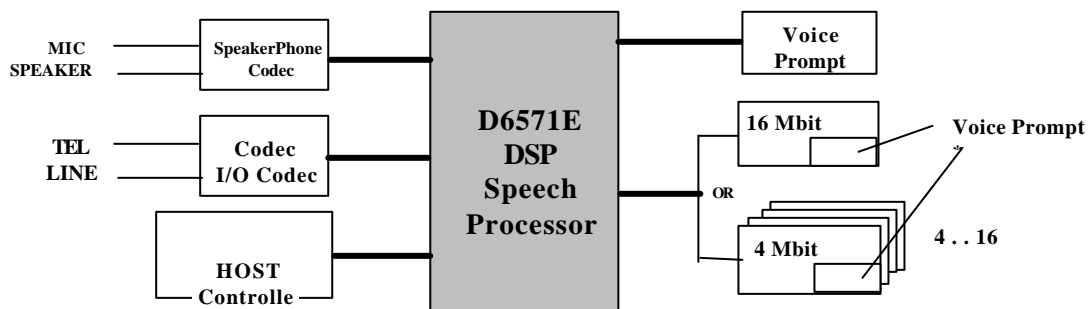 MIC
SPEAKER
SpeakerPhone
Codec
TEL
LINE
Codec
I/O Codec
HOST
Controlle
D6571E
DSP
Speech
Processor
Voice
Prompt
16 Mbit
Voice Prompt
OR
4 Mbit
4 . . 16